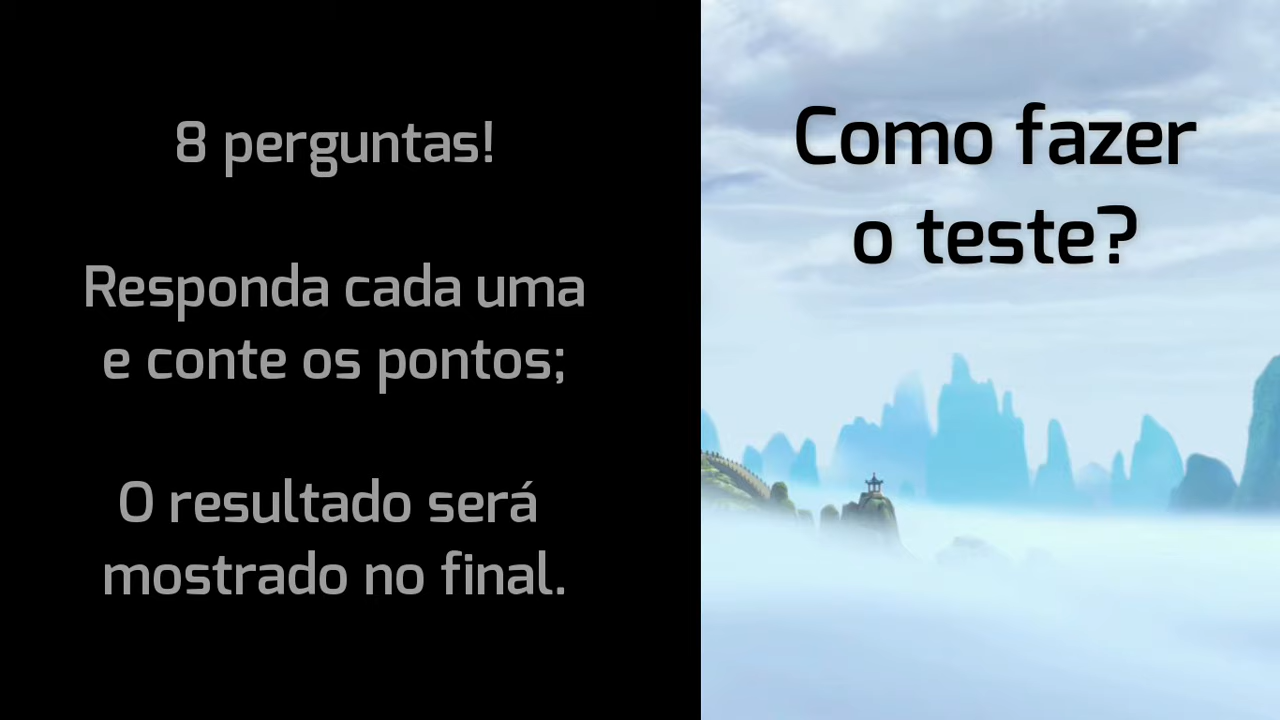 8 perguntas!
Responda cada uma
e conte os pontos;
O resultado será
mostrado no final.
Como fazer
o teste?